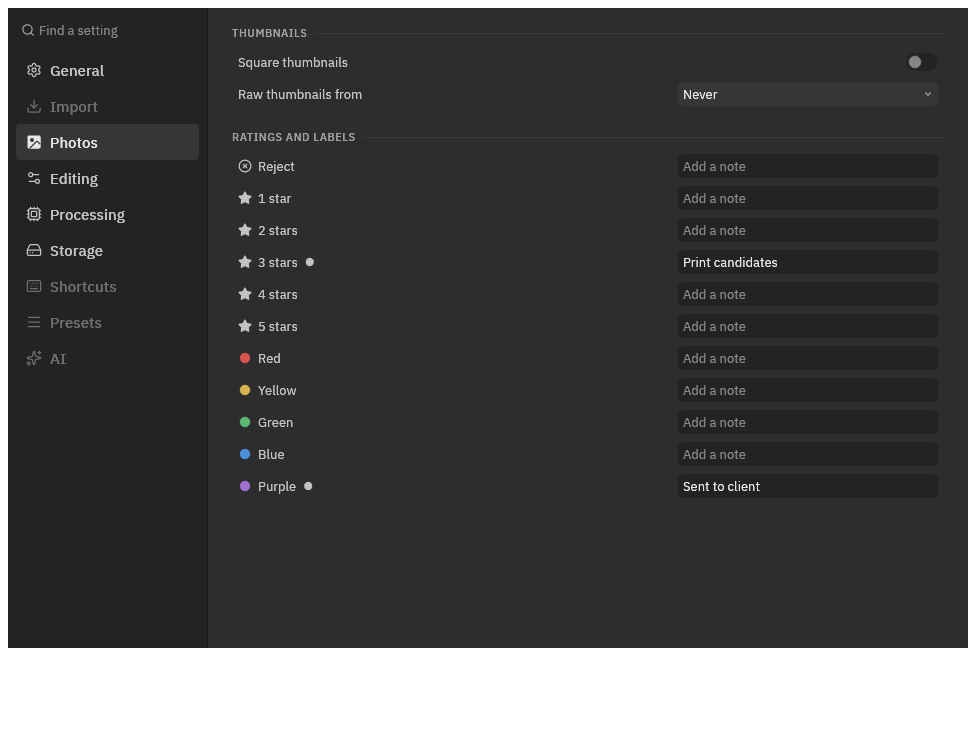 Find a setting
General
Import
Photos
Editing
Processing
Storage
Shortcuts
Presets
AI
THUMBNAILS
Square thumbnails
Raw thumbnails from
Never
RATINGS AND LABELS
Reject
Add a note
1 star
Add a note
2 stars
Add a note
3 stars
Print candidates
4 stars
Add a note
5 stars
Add a note
Red
Add a note
Yellow
Add a note
Green
Add a note
Blue
Add a note
Purple
Sent to client